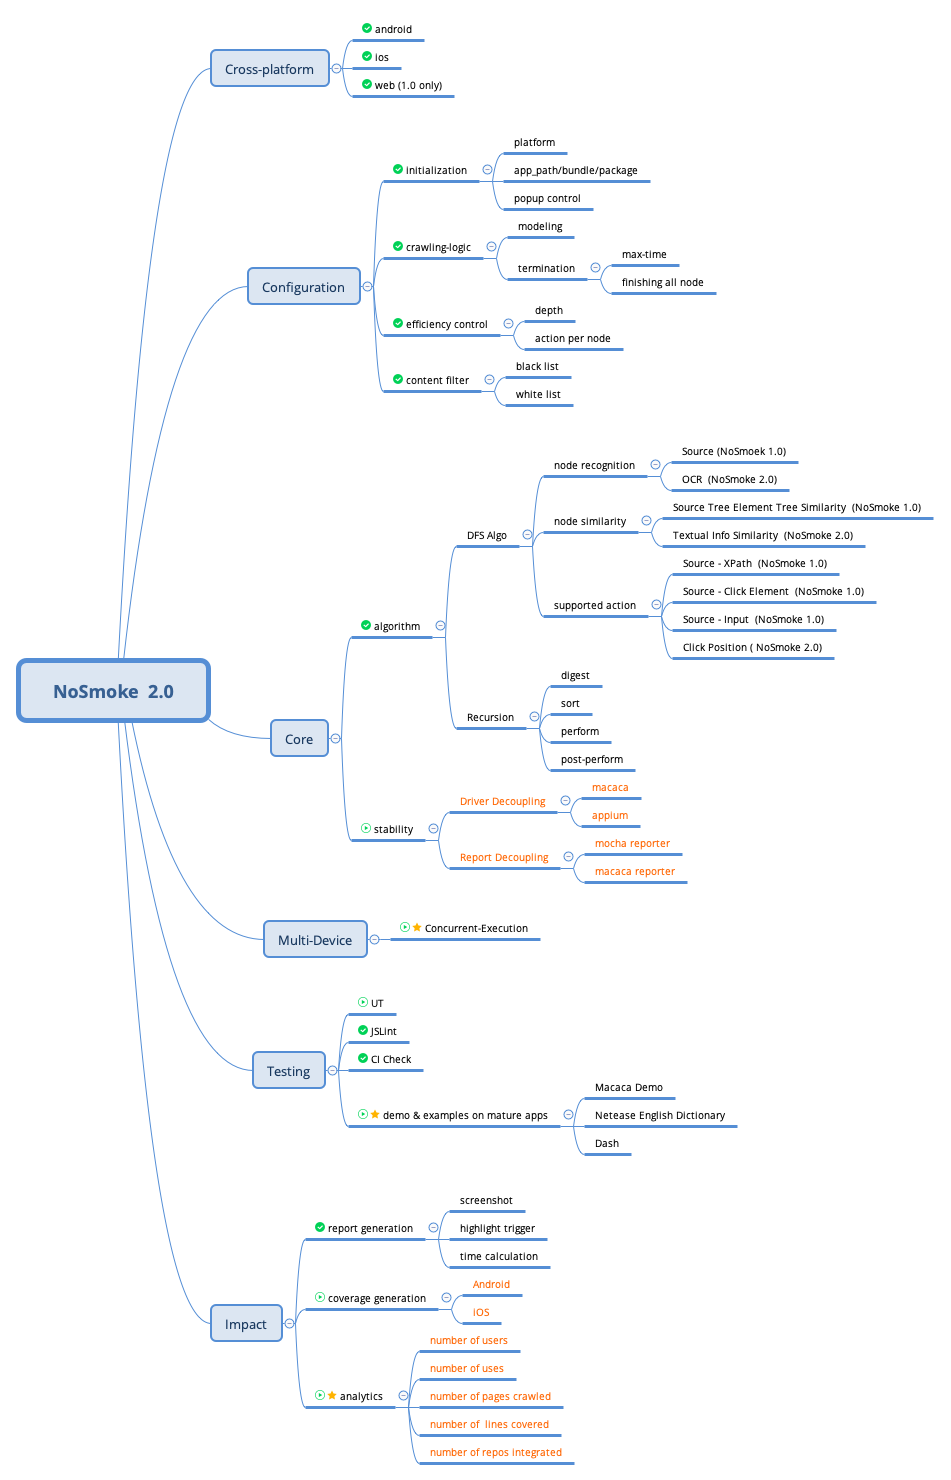 NoSmoke  2.0
Cross-platform
android
ios
web (1.0 only)
Configuration
initialization
platform
app_path/bundle/package
popup control
crawling-logic
modeling
termination
max-time
finishing all node
efficiency control
depth
action per node
content filter
black list
white list
Core
algorithm
DFS Algo
node recognition
Source (NoSmoek 1.0)
OCR  (NoSmoke 2.0)
node similarity
Source Tree Element Tree Similarity  (NoSmoke 1.0)
Textual Info Similarity  (NoSmoke 2.0)
supported action
Source - XPath  (NoSmoke 1.0)
Source - Click Element  (NoSmoke 1.0)
Source - Input  (NoSmoke 1.0)
Click Position ( NoSmoke 2.0)
Recursion
digest
sort
perform
post-perform
stability
Driver Decoupling
macaca
appium
Report Decoupling
mocha reporter
macaca reporter
Multi-Device
Concurrent-Execution
Testing
UT
JSLint
CI Check
demo & examples on mature apps
Macaca Demo
Netease English Dictionary
Dash
Impact
report generation
screenshot
highlight trigger
time calculation
coverage generation
Android
iOS
analytics
number of users
number of uses
number of pages crawled
number of  lines covered
number of repos integrated